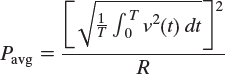 P_avg = [ √( 1/T ∫_0^T v²(t) dt ) ]² / R